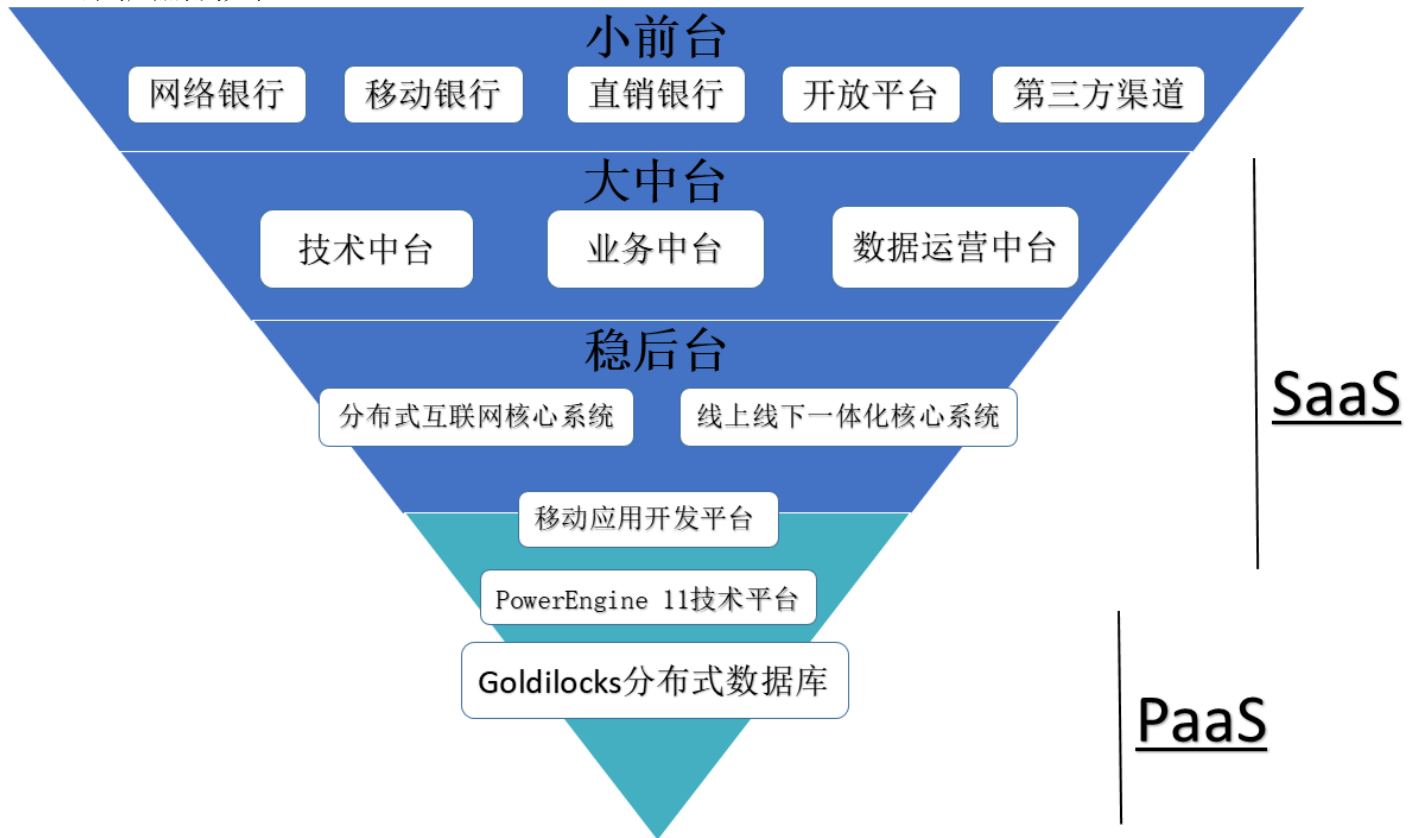 小前台
网络银行 移动银行 直销银行 开放平台 第三方渠道
大中台
技术中台 业务中台 数据运营中台
稳后台
SaaS
分布式互联网核心系统 线上线下一体化核心系统
移动应用开发平台
PowerEngine 11技术平台
Goldilocks分布式数据库
PaaS